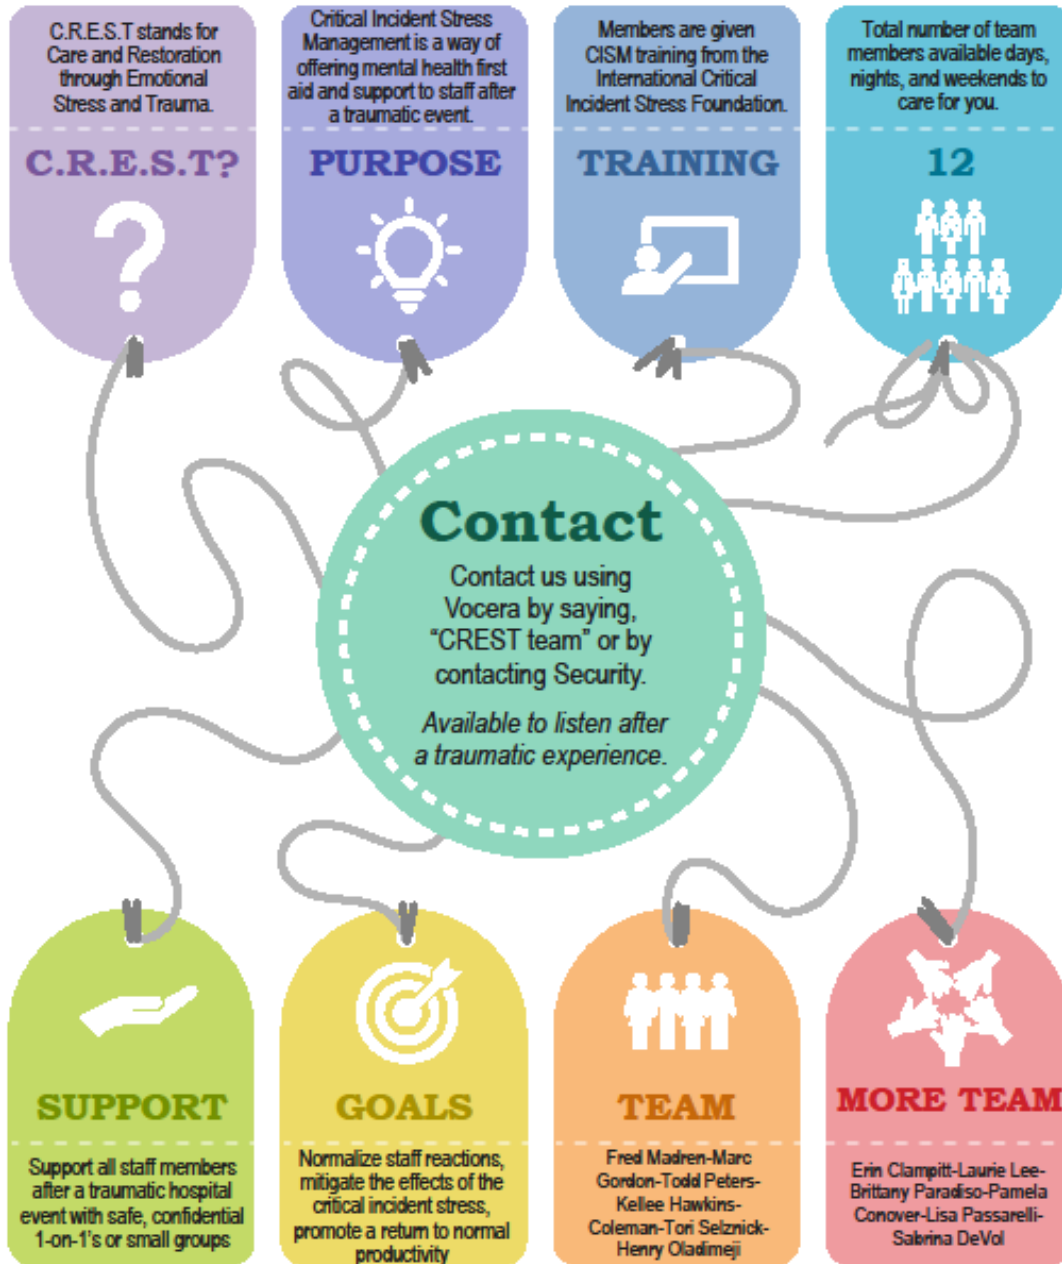 C.R.E.S.T stands for
Care and Restoration
through Emotional
Stress and Trauma.
C.R.E.S.T?
Critical Incident Stress
Management is a way of
offering mental health first
aid and support to staff after
a traumatic event.
PURPOSE
Members are given
CISM training from the
International Critical
Incident Stress Foundation.
TRAINING
Total number of team
members available days,
nights, and weekends to
care for you.
12
Contact
Contact us using
Vocera by saying,
“CREST team” or by
contacting Security.
Available to listen after
a traumatic experience.
SUPPORT
Support all staff members
after a traumatic hospital
event with safe, confidential
1-on-1's or small groups
GOALS
Normalize staff reactions,
mitigate the effects of the
critical incident stress,
promote a return to normal
productivity
TEAM
Fred Madren-Marc
Gordon-Todd Peters-
Kellee Hawkins-
Coleman-Tori Selznick-
Henry Oladimeji
MORE TEAM
Erin Clampitt-Laurie Lee-
Brittany Paradiso-Pamela
Conover-Lisa Passarelli-
Sabrina DeVol